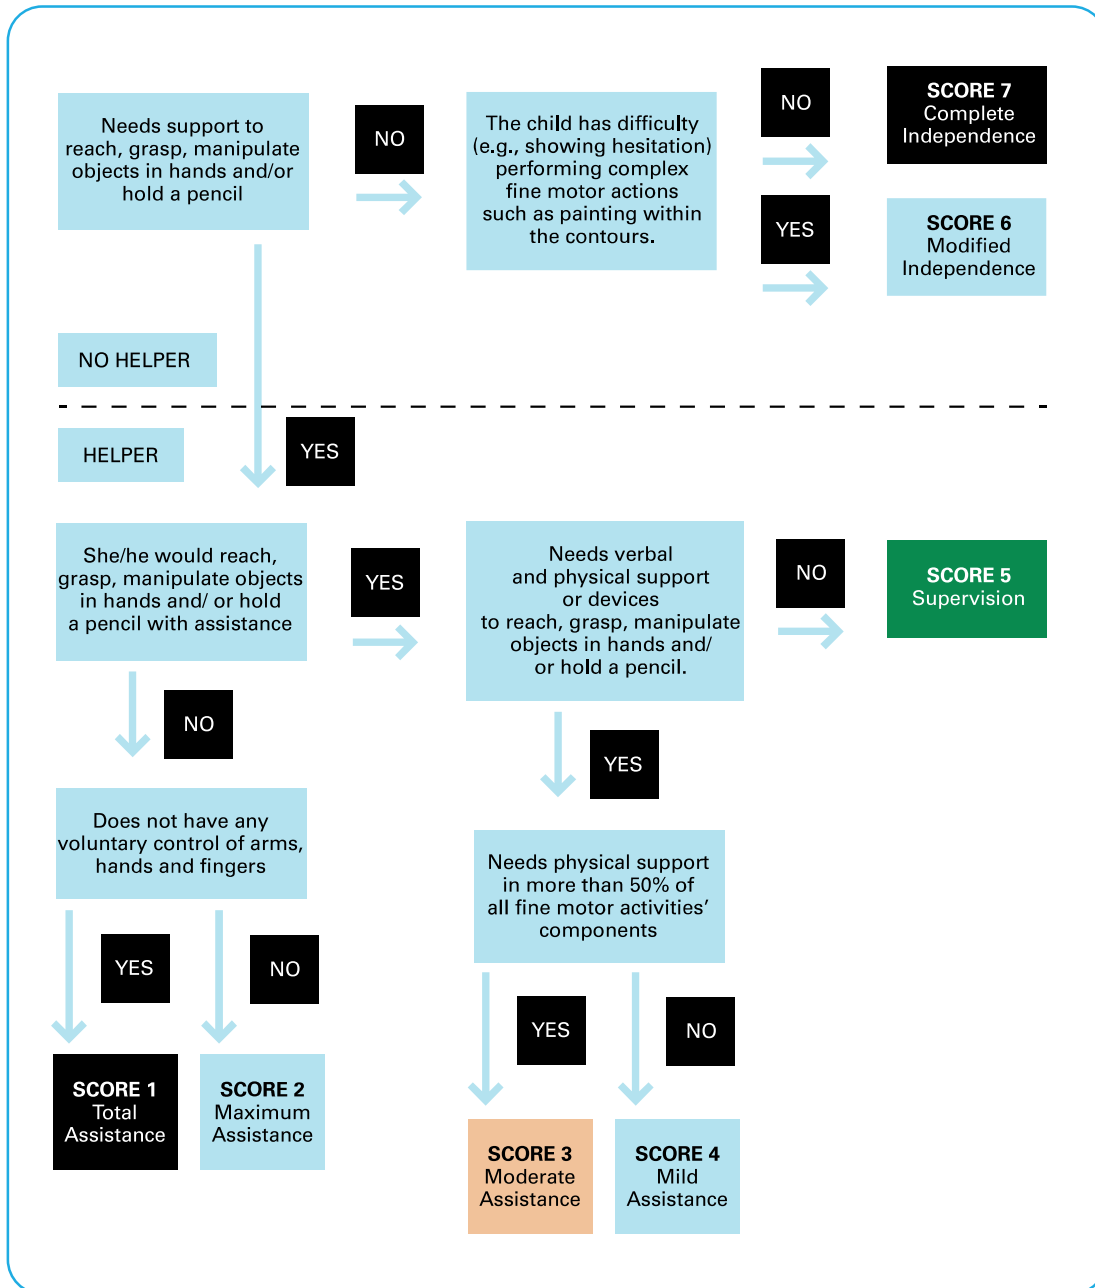 Needs support to
reach, grasp, manipulate
objects in hands and/or
hold a pencil
NO
The child has difficulty
(e.g., showing hesitation)
performing complex
fine motor actions
such as painting within
the contours.
NO
SCORE 7
Complete
Independence
YES
SCORE 6
Modified
Independence
NO HELPER
HELPER
YES
She/he would reach,
grasp, manipulate objects
in hands and/ or hold
a pencil with assistance
YES
Needs verbal
and physical support
or devices
to reach, grasp, manipulate
objects in hands and/
or hold a pencil.
NO
SCORE 5
Supervision
NO
YES
Does not have any
voluntary control of arms,
hands and fingers
Needs physical support
in more than 50% of
all fine motor activities’
components
YES
NO
YES
NO
SCORE 1
Total
Assistance
SCORE 2
Maximum
Assistance
SCORE 3
Moderate
Assistance
SCORE 4
Mild
Assistance